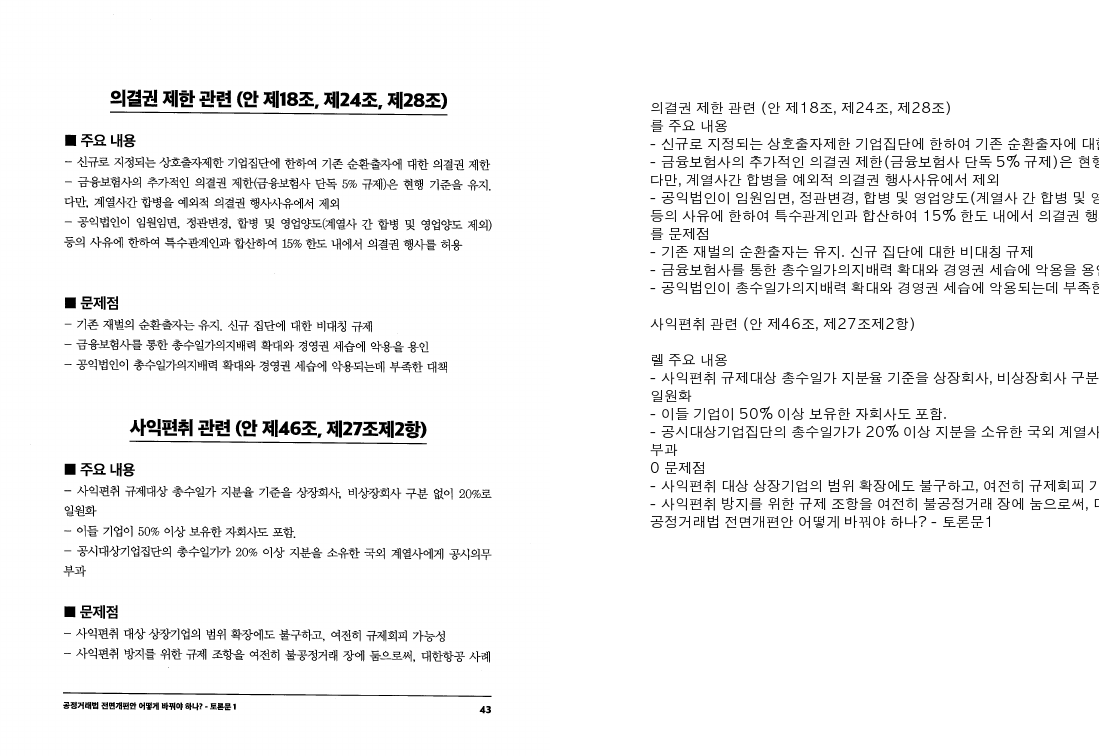 의결권 제한 관련 (안 제18조, 제24조, 제28조)
■ 주요 내용
- 신규로 지정되는 상호출자제한 기업집단에 한하여 기존 순환출자에 대한 의결권 제한
- 금융보험사의 추가적인 의결권 제한(금융보험사 단독 5% 규제)은 현행 기준을 유지.
다만, 계열사간 합병을 예외적 의결권 행사사유에서 제외
- 공익법인이 임원임면, 정관변경, 합병 및 영업양도(계열사 간 합병 및 영업양도 제외)
등의 사유에 한하여 특수관계인과 합산하여 15% 한도 내에서 의결권 행사를 허용
■ 문제점
- 기존 재벌의 순환출자는 유지. 신규 집단에 대한 비대칭 규제
- 금융보험사를 통한 총수일가의지배력 확대와 경영권 세습에 악용을 용인
- 공익법인이 총수일가의지배력 확대와 경영권 세습에 악용되는데 부족한 대책
사익편취 관련 (안 제46조, 제27조제2항)
■ 주요 내용
- 사익편취 규제대상 총수일가 지분율 기준을 상장회사, 비상장회사 구분 없이 20%로
일원화
- 이들 기업이 50% 이상 보유한 자회사도 포함.
- 공시대상기업집단의 총수일가가 20% 이상 지분을 소유한 국외 계열사에게 공시의무
부과
■ 문제점
- 사익편취 대상 상장기업의 범위 확장에도 불구하고, 여전히 규제회피 가능성
- 사익편취 방지를 위한 규제 조항을 여전히 불공정거래 장에 둠으로써, 대한항공 사례
공정거래법 전면개편안 어떻게 바꿔야 하나? - 토론문 1
43
의결권 제한 관련 (안 제18조, 제24조, 제28조)
를 주요 내용
- 신규로 지정되는 상호출자제한 기업집단에 한하여 기존 순환출자에
- 금융보험사의 추가적인 의결권 제한(금융보험사 단독 5% 규제)은 현행
다만, 계열사간 합병을 예외적 의결권 행사사유에서 제외
- 공익법인이 임원임면, 정관변경, 합병 및 영업양도(계열사 간 합병 및
등의 사유에 한하여 특수관계인과 합산하여 15% 한도 내에서 의결권
를 문제점
- 기존 재벌의 순환출자는 유지. 신규 집단에 대한 비대칭 규제
- 금융보험사를 통한 총수일가의지배력 확대와 경영권 세습에 악용을
- 공익법인이 총수일가의지배력 확대와 경영권 세습에 악용되는데
사익편취 관련 (안 제46조, 제27조제2항)
렐 주요 내용
- 사익편취 규제대상 총수일가 지분율 기준을 상장회사, 비상장회사 구분
일원화
- 이들 기업이 50% 이상 보유한 자회사도 포함.
- 공시대상기업집단의 총수일가가 20% 이상 지분을 소유한 국외
부과
0 문제점
- 사익편취 대상 상장기업의 범위 확장에도 불구하고, 여전히 규제회피
- 사익편취 방지를 위한 규제 조항을 여전히 불공정거래 장에 둠으로써,
공정거래법 전면개편안 어떻게 바꿔야 하나? - 토론문1